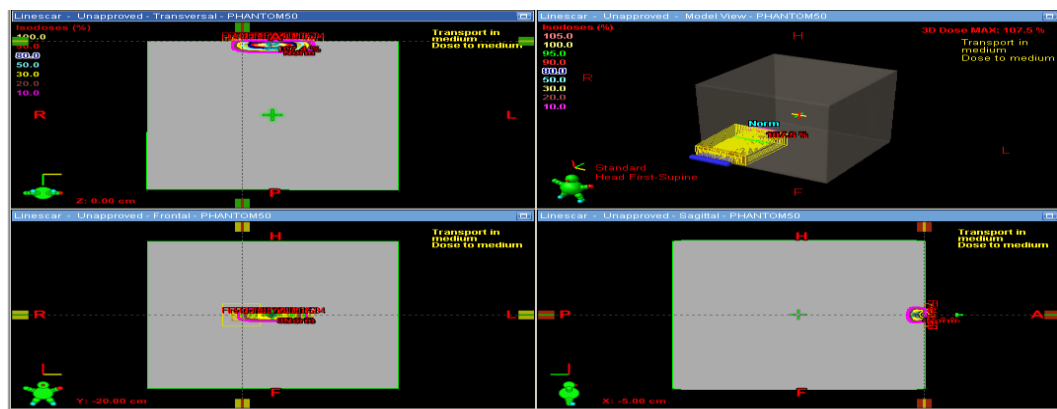 Linescar - Unapproved - Transversal - PHANTOM50
Isodoses (%)
100.0
90.0
80.0
50.0
30.0
20.0
10.0
Transport in
medium
Dose to medium
R
L
P
Z: 0.00 cm
Linescar - Unapproved - Model View - PHANTOM50
Isodoses (%)
105.0
100.0
95.0
90.0
80.0
50.0
30.0
20.0
10.0
H
3D Dose MAX: 107.5 %
Transport in
medium
Dose to medium
R
Norm
107.5 %
L
Standard
Head First-Supine
F
Linescar - Unapproved - Frontal - PHANTOM50
H
Transport in
medium
Dose to medium
R
L
F
Y: -20.00 cm
Linescar - Unapproved - Sagittal - PHANTOM50
H
Transport in
medium
Dose to medium
P
A
F
X: -5.00 cm